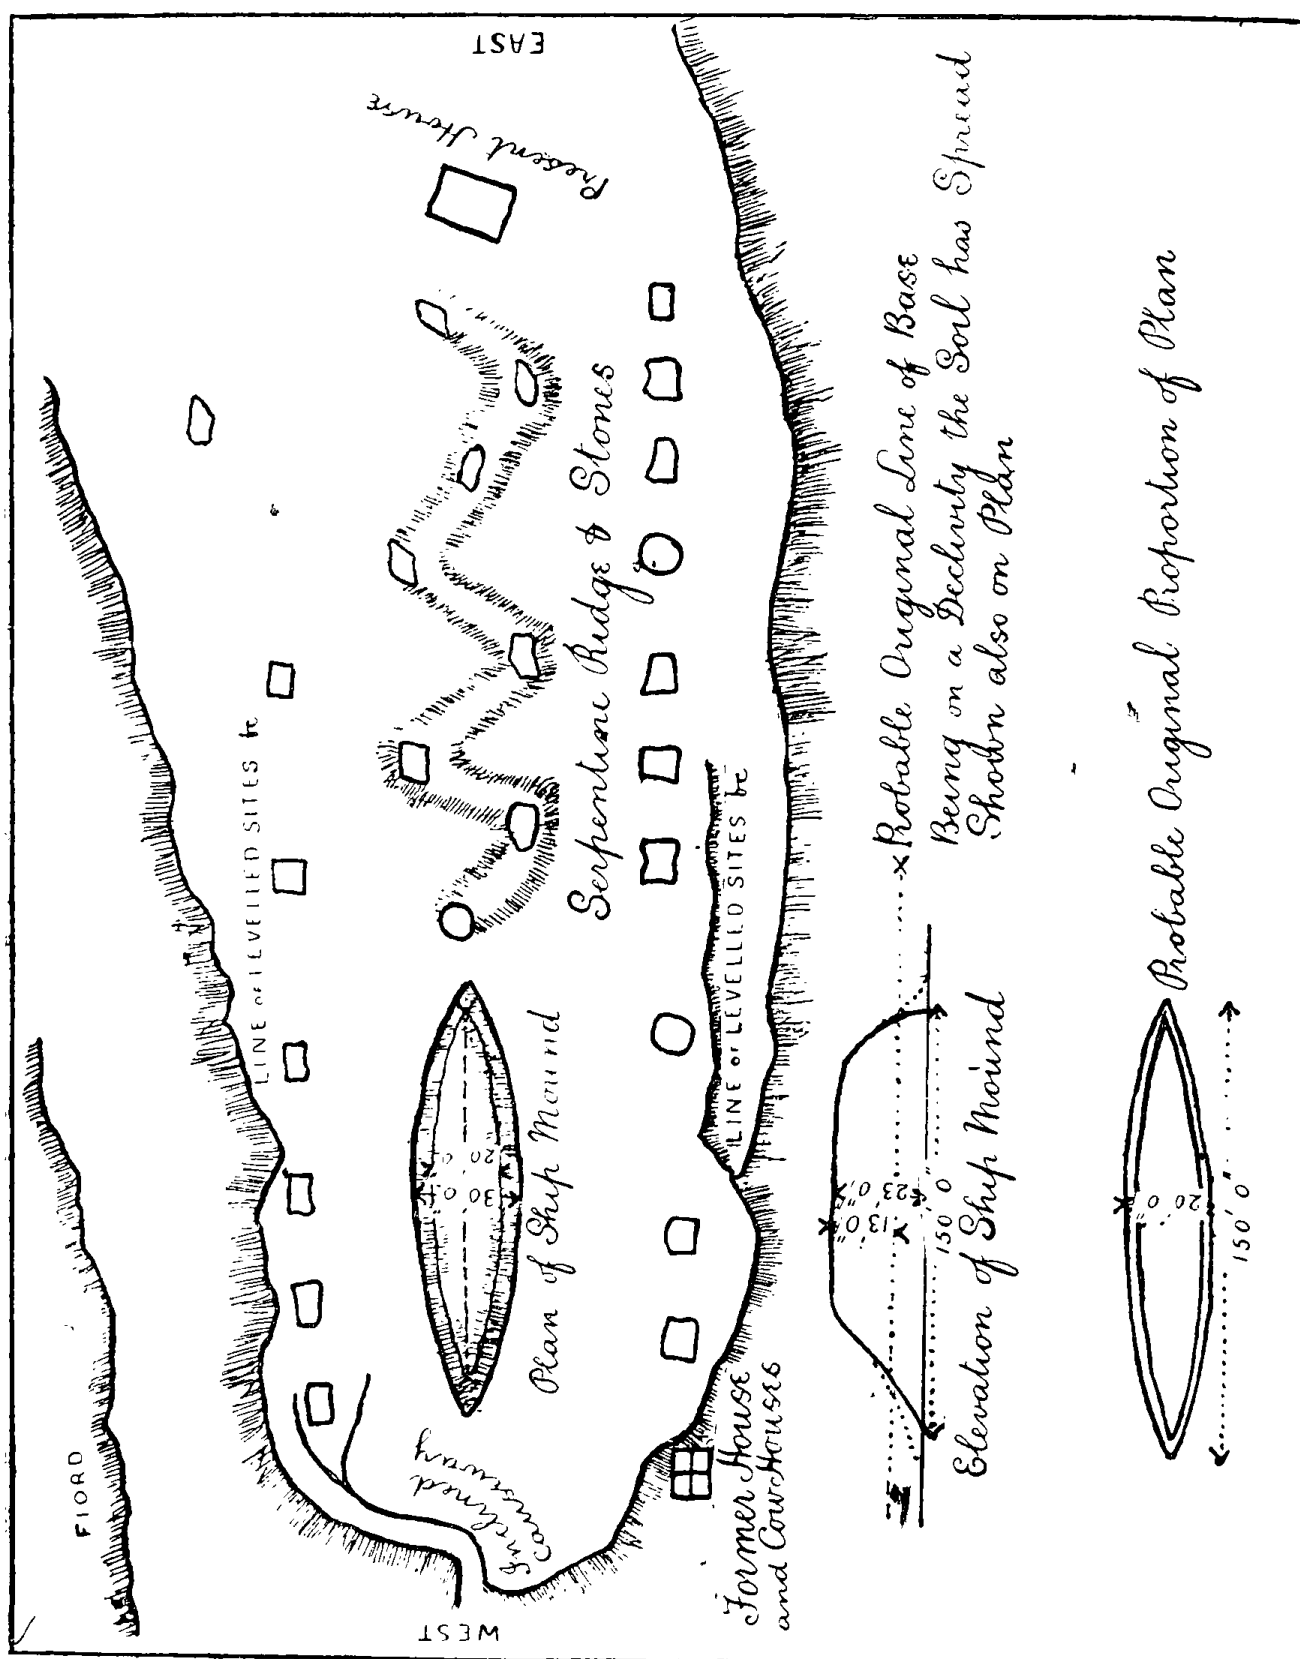 FIORD
WEST
EAST
LINE OF LEVELLED SITES &c
Present House
Inclined
Causeway
20' 0"
30' 0"
Plan of Ship Mound
Serpentine Ridge & Stones
LINE OF LEVELLED SITES &c
Former House
and Cow Houses
13' 0"
23' 0"
150' 0"
Elevation of Ship Mound
Probable Original Line of Base
Being on a Declivity the Soil has Spread
Shown also on Plan
20' 0"
150' 0
Probable Original Proportion of Plan